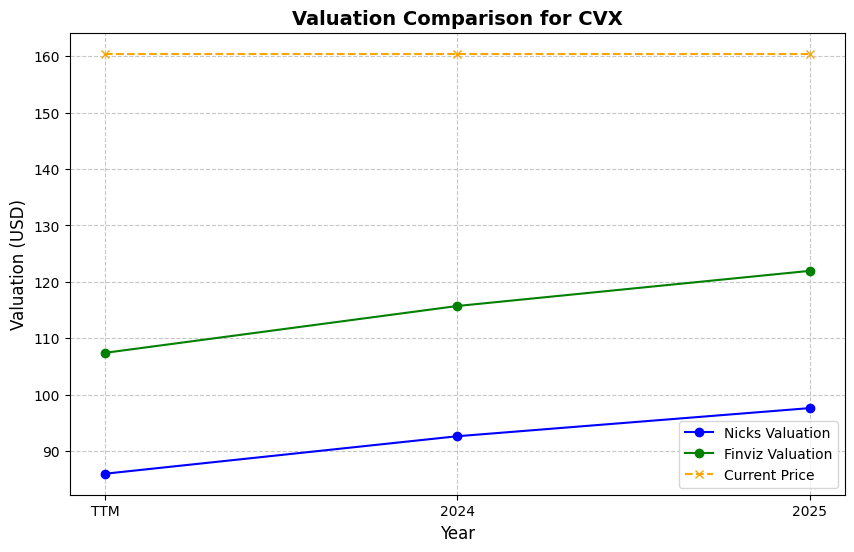 Valuation Comparison for CVX
Valuation (USD)
160
150
140
130
120
110
100
90
Nicks Valuation
Finviz Valuation
Current Price
TTM 2024 2025
Year